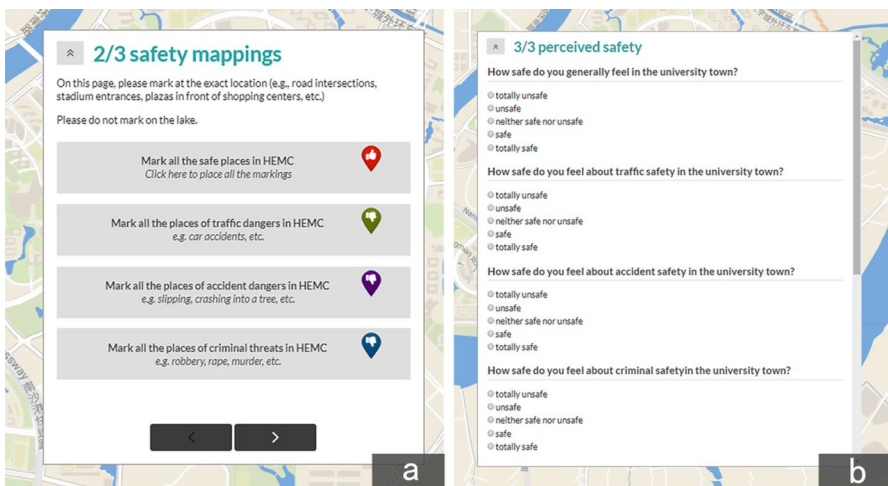 2/3 safety mappings
On this page, please mark at the exact location (e.g., road intersections,
stadium entrances, plazas in front of shopping centers, etc.)
Please do not mark on the lake.
Mark all the safe places in HEMC
Click here to place all the markings
Mark all the places of traffic dangers in HEMC
e.g. car accidents, etc.
Mark all the places of accident dangers in HEMC
e.g. slipping, crashing into a tree, etc.
Mark all the places of criminal threats in HEMC
e.g. robbery, rape, murder, etc.
a
3/3 perceived safety
How safe do you generally feel in the university town?
totally unsafe
unsafe
neither safe nor unsafe
safe
totally safe
How safe do you feel about traffic safety in the university town?
totally unsafe
unsafe
neither safe nor unsafe
safe
totally safe
How safe do you feel about accident safety in the university town?
totally unsafe
unsafe
neither safe nor unsafe
safe
totally safe
How safe do you feel about criminal safetyin the university town?
totally unsafe
unsafe
neither safe nor unsafe
safe
totally safe
b